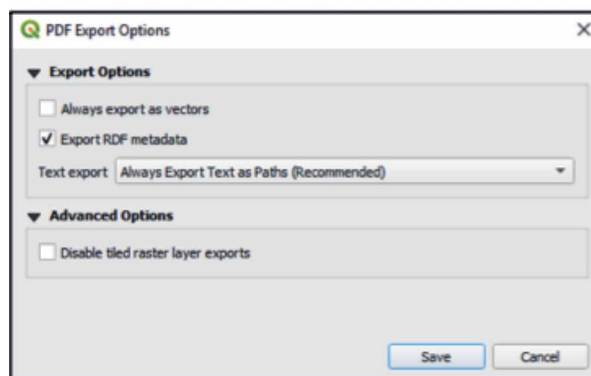 PDF Export Options
Export Options
Always export as vectors
Export RDF metadata
Text export Always Export Text as Paths (Recommended)
Advanced Options
Disable tiled raster layer exports
Save Cancel